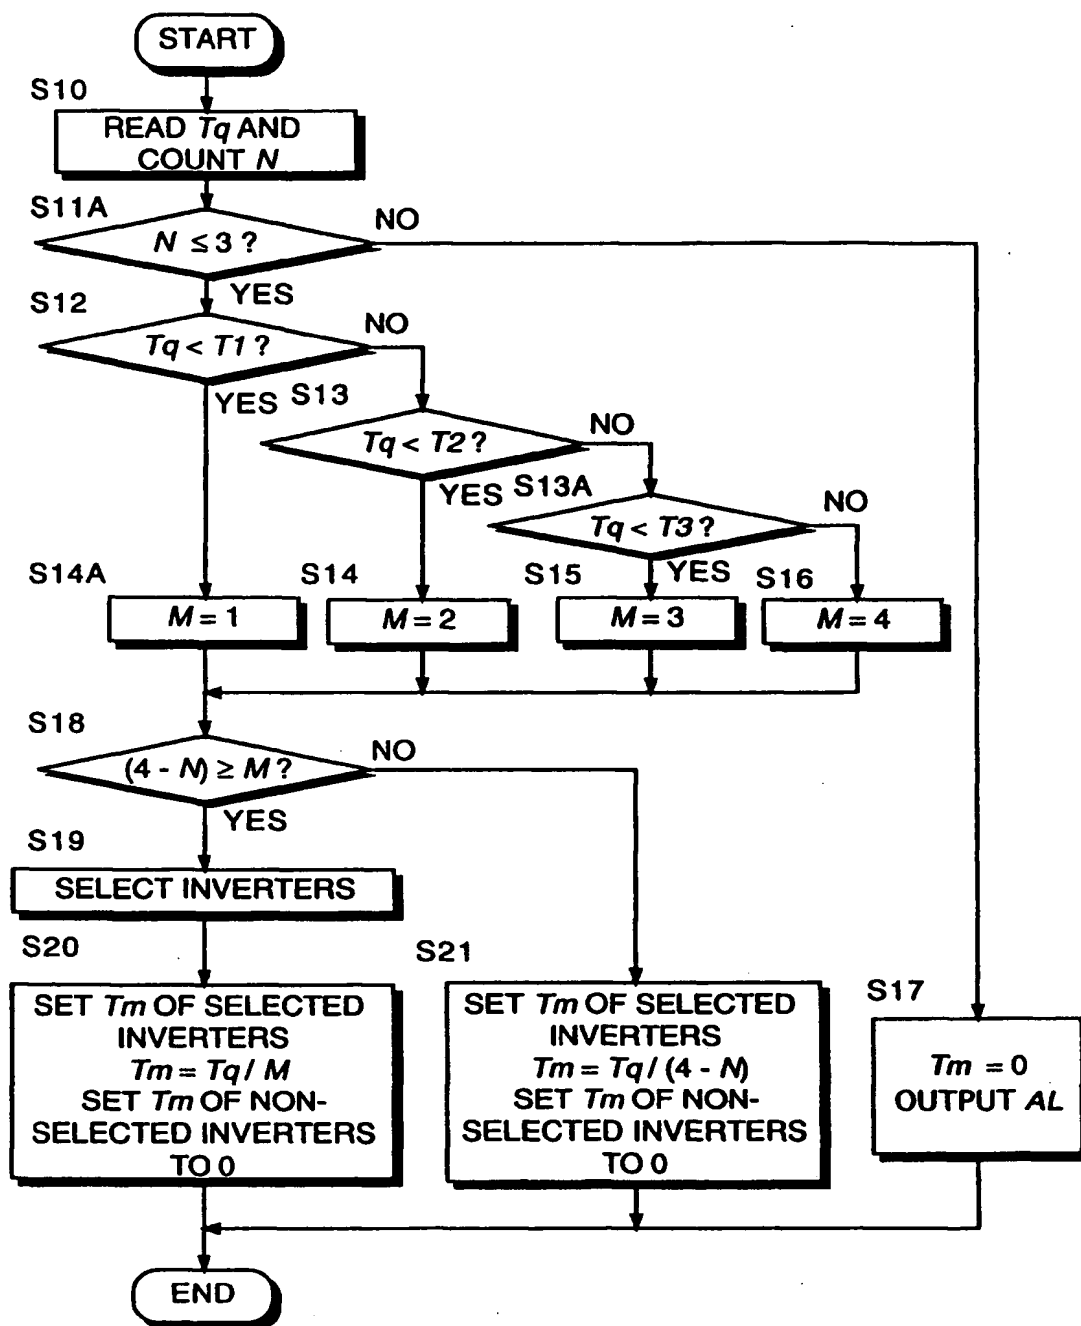 START
S10
READ Tq AND
COUNT N
S11A
N ≤ 3 ?
NO
YES
S12
Tq < T1 ?
NO
YES
S13
Tq < T2 ?
NO
YES
S13A
Tq < T3 ?
NO
YES
S14A
M = 1
S14
M = 2
S15
M = 3
S16
M = 4
S18
(4 - N) ≥ M ?
NO
YES
S19
SELECT INVERTERS
S20
SET Tm OF SELECTED
INVERTERS
Tm = Tq / M
SET Tm OF NON-
SELECTED INVERTERS
TO 0
S21
SET Tm OF SELECTED
INVERTERS
Tm = Tq / (4 - N)
SET Tm OF NON-
SELECTED INVERTERS
TO 0
S17
Tm = 0
OUTPUT AL
END